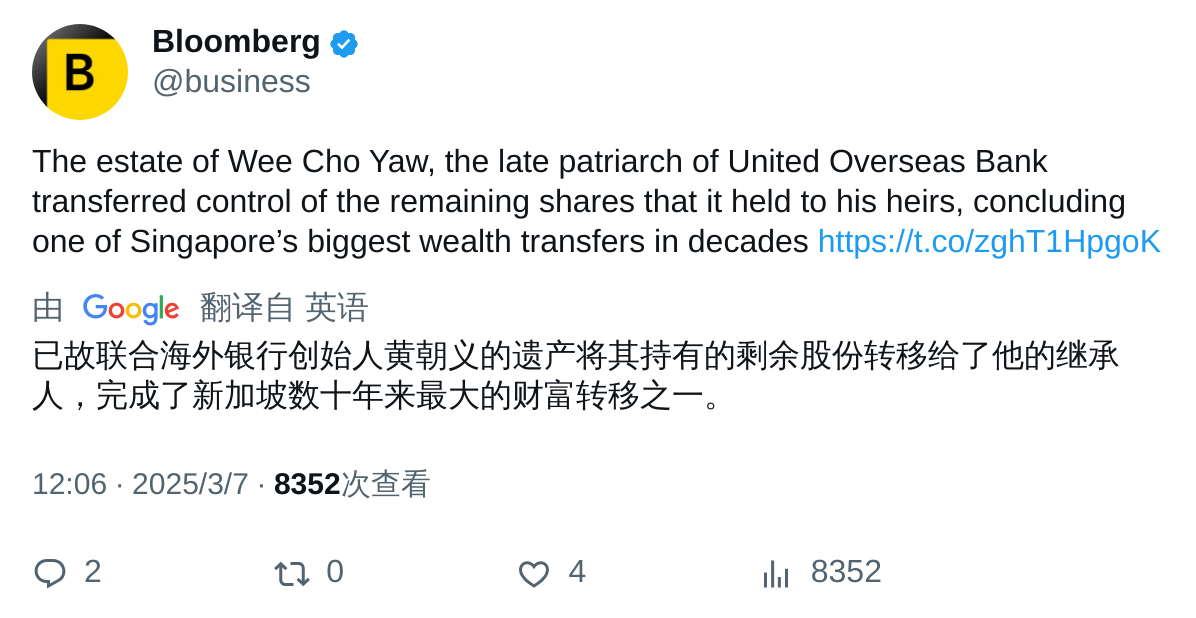 B
Bloomberg
@business
The estate of Wee Cho Yaw, the late patriarch of United Overseas Bank
transferred control of the remaining shares that it held to his heirs, concluding
one of Singapore’s biggest wealth transfers in decades https://t.co/zghT1HpgoK
由 Google 翻译自 英语
已故联合海外银行创始人黄朝义的遗产将其持有的剩余股份转移给了他的继承
人，完成了新加坡数十年来最大的财富转移之一。
12:06 · 2025/3/7 · 8352次查看
2 0 4 8352